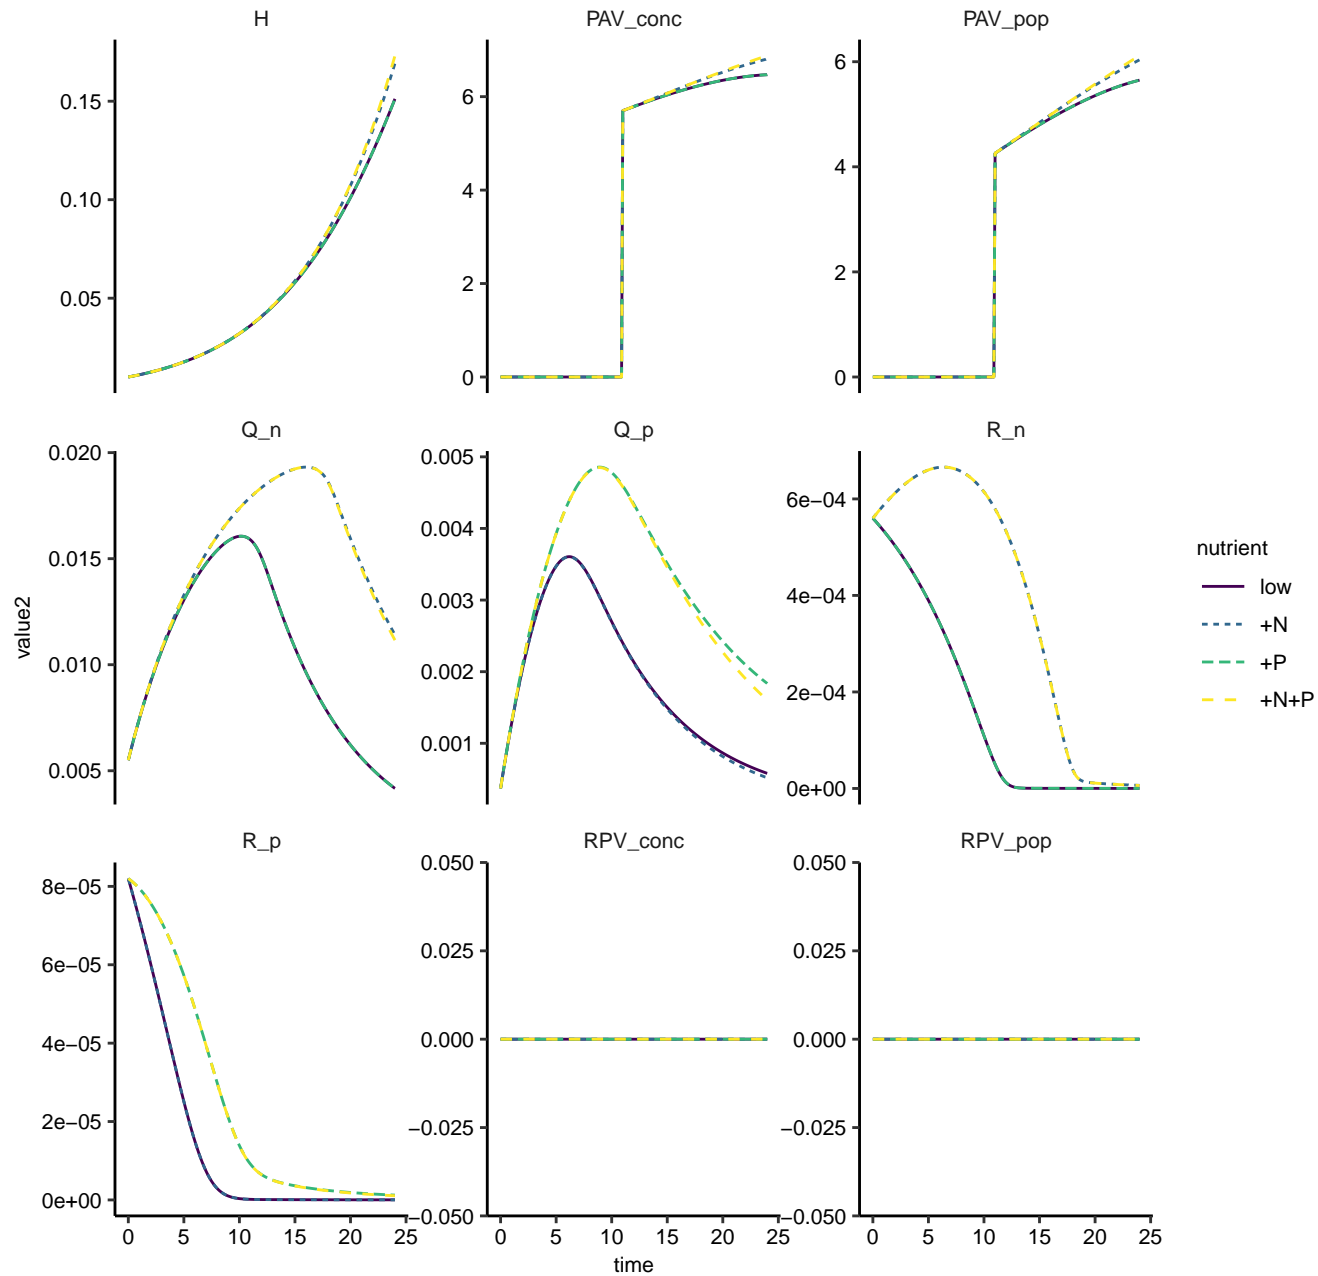 H PAV_conc PAV_pop
0.15
0.10
0.05
6
4
2
0
6
4
2
0
Q_n Q_p R_n
0.020
0.015
0.010
0.005
0.005
0.004
0.003
0.002
0.001
6e−04
4e−04
2e−04
0e+00
R_p RPV_conc RPV_pop
8e−05
6e−05
4e−05
2e−05
0e+00
0.050
0.025
0.000
−0.025
−0.050
0.050
0.025
0.000
−0.025
−0.050
0 5 10 15 20 25
0 5 10 15 20 25
0 5 10 15 20 25
time
value2
nutrient
low
+N
+P
+N+P